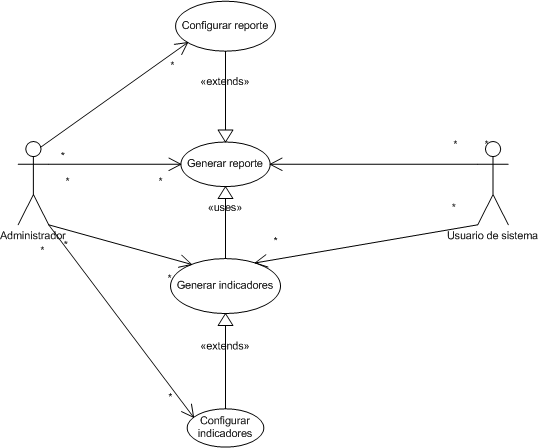 Configurar reporte
*
«extends»
*
*
*
Generar reporte
*
*
«uses»
*
Administrador
Usuario de sistema
*
*
*
*
Generar indicadores
«extends»
*
Configurar
indicadores